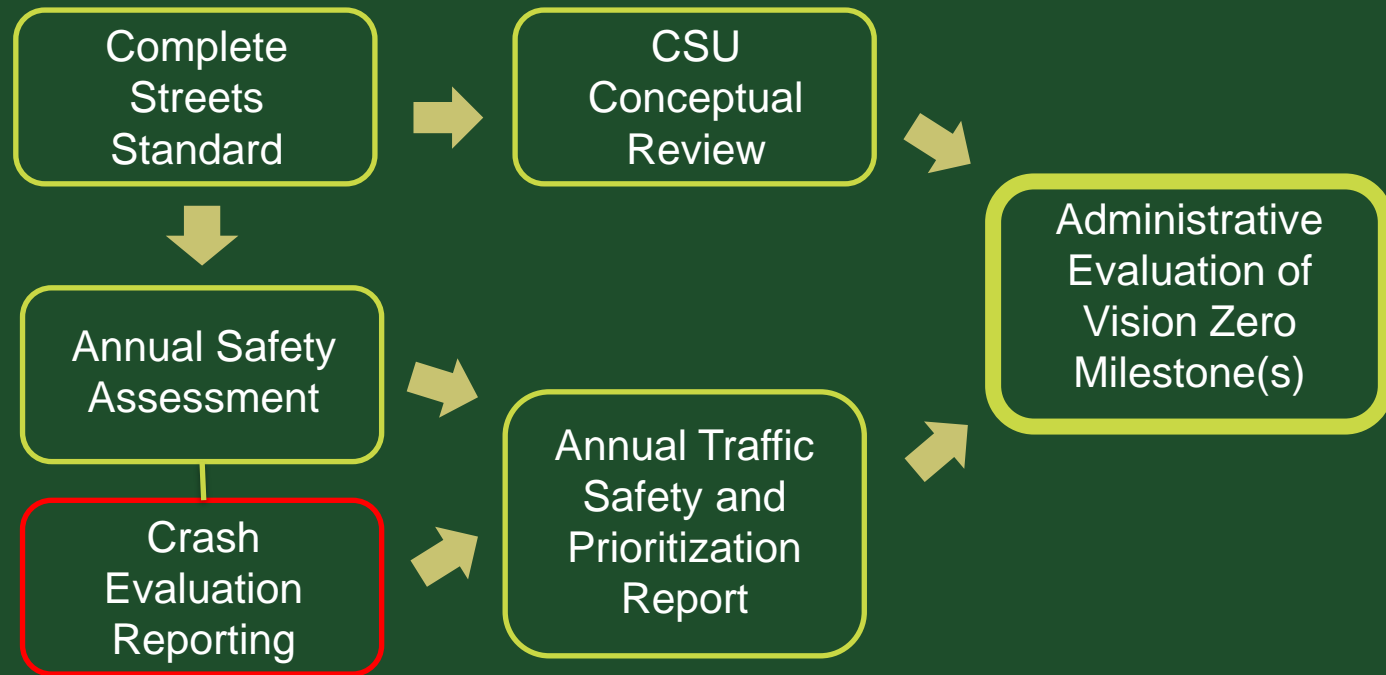 Complete
Streets
Standard
CSU
Conceptual
Review
Administrative
Evaluation of
Vision Zero
Milestone(s)
Annual Safety
Assessment
Annual Traffic
Safety and
Prioritization
Report
Crash
Evaluation
Reporting